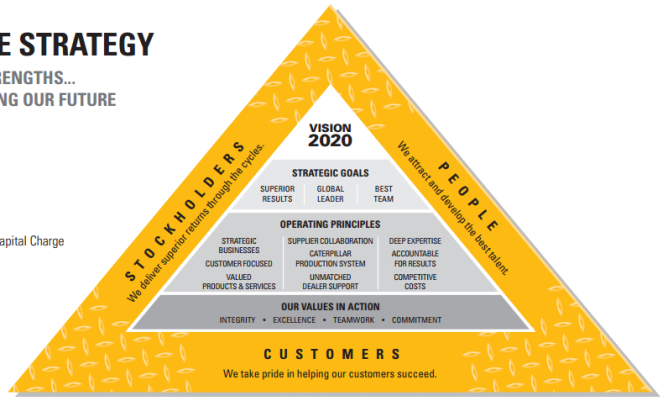 E STRATEGY
RENGTHS...
NG OUR FUTURE
apital Charge
STOCKHOLDERS
We deliver superior returns through the cycles.
PEOPLE
We attract and develop the best talent.
VISION
2020
STRATEGIC GOALS
SUPERIOR GLOBAL BEST
RESULTS LEADER TEAM
OPERATING PRINCIPLES
STRATEGIC
BUSINESSES
CUSTOMER FOCUSED
VALUED
PRODUCTS & SERVICES
SUPPLIER COLLABORATION
CATERPILLAR
PRODUCTION SYSTEM
UNMATCHED
DEALER SUPPORT
DEEP EXPERTISE
ACCOUNTABLE
FOR RESULTS
COMPETITIVE
COSTS
OUR VALUES IN ACTION
INTEGRITY • EXCELLENCE • TEAMWORK • COMMITMENT
CUSTOMERS
We take pride in helping our customers succeed.